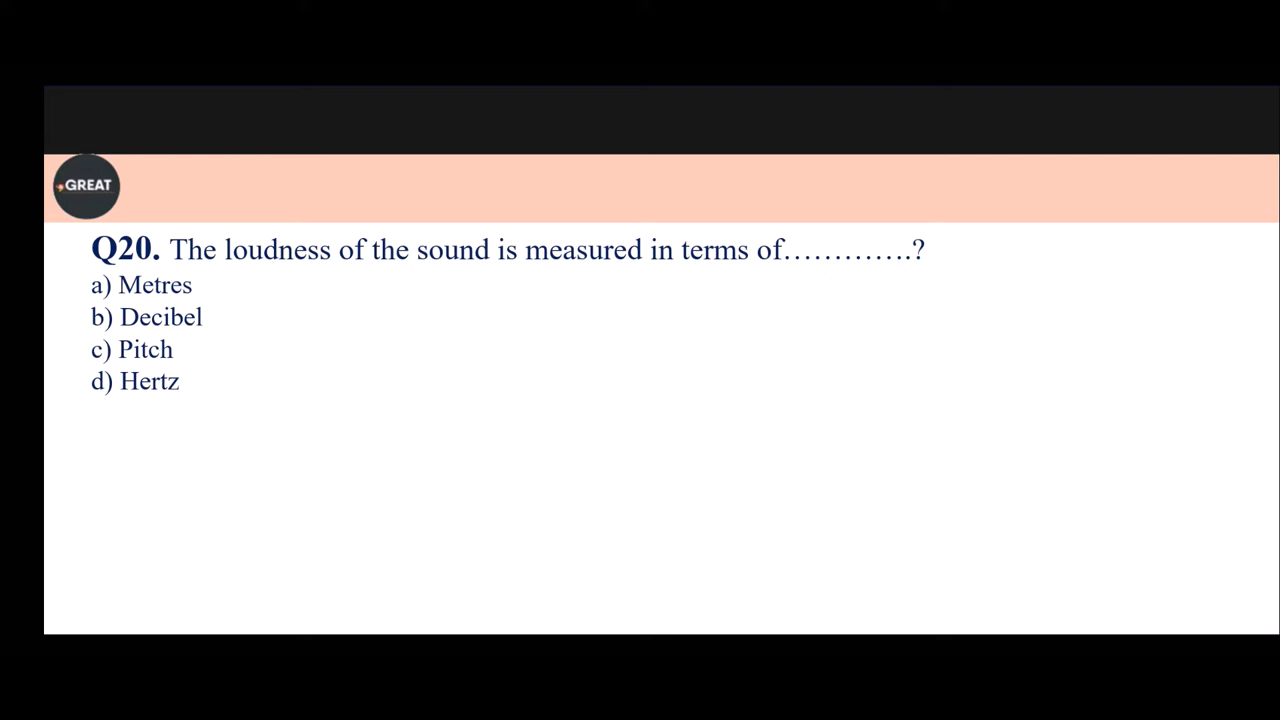 GREAT
Q20. The loudness of the sound is measured in terms of………….?
a) Metres
b) Decibel
c) Pitch
d) Hertz